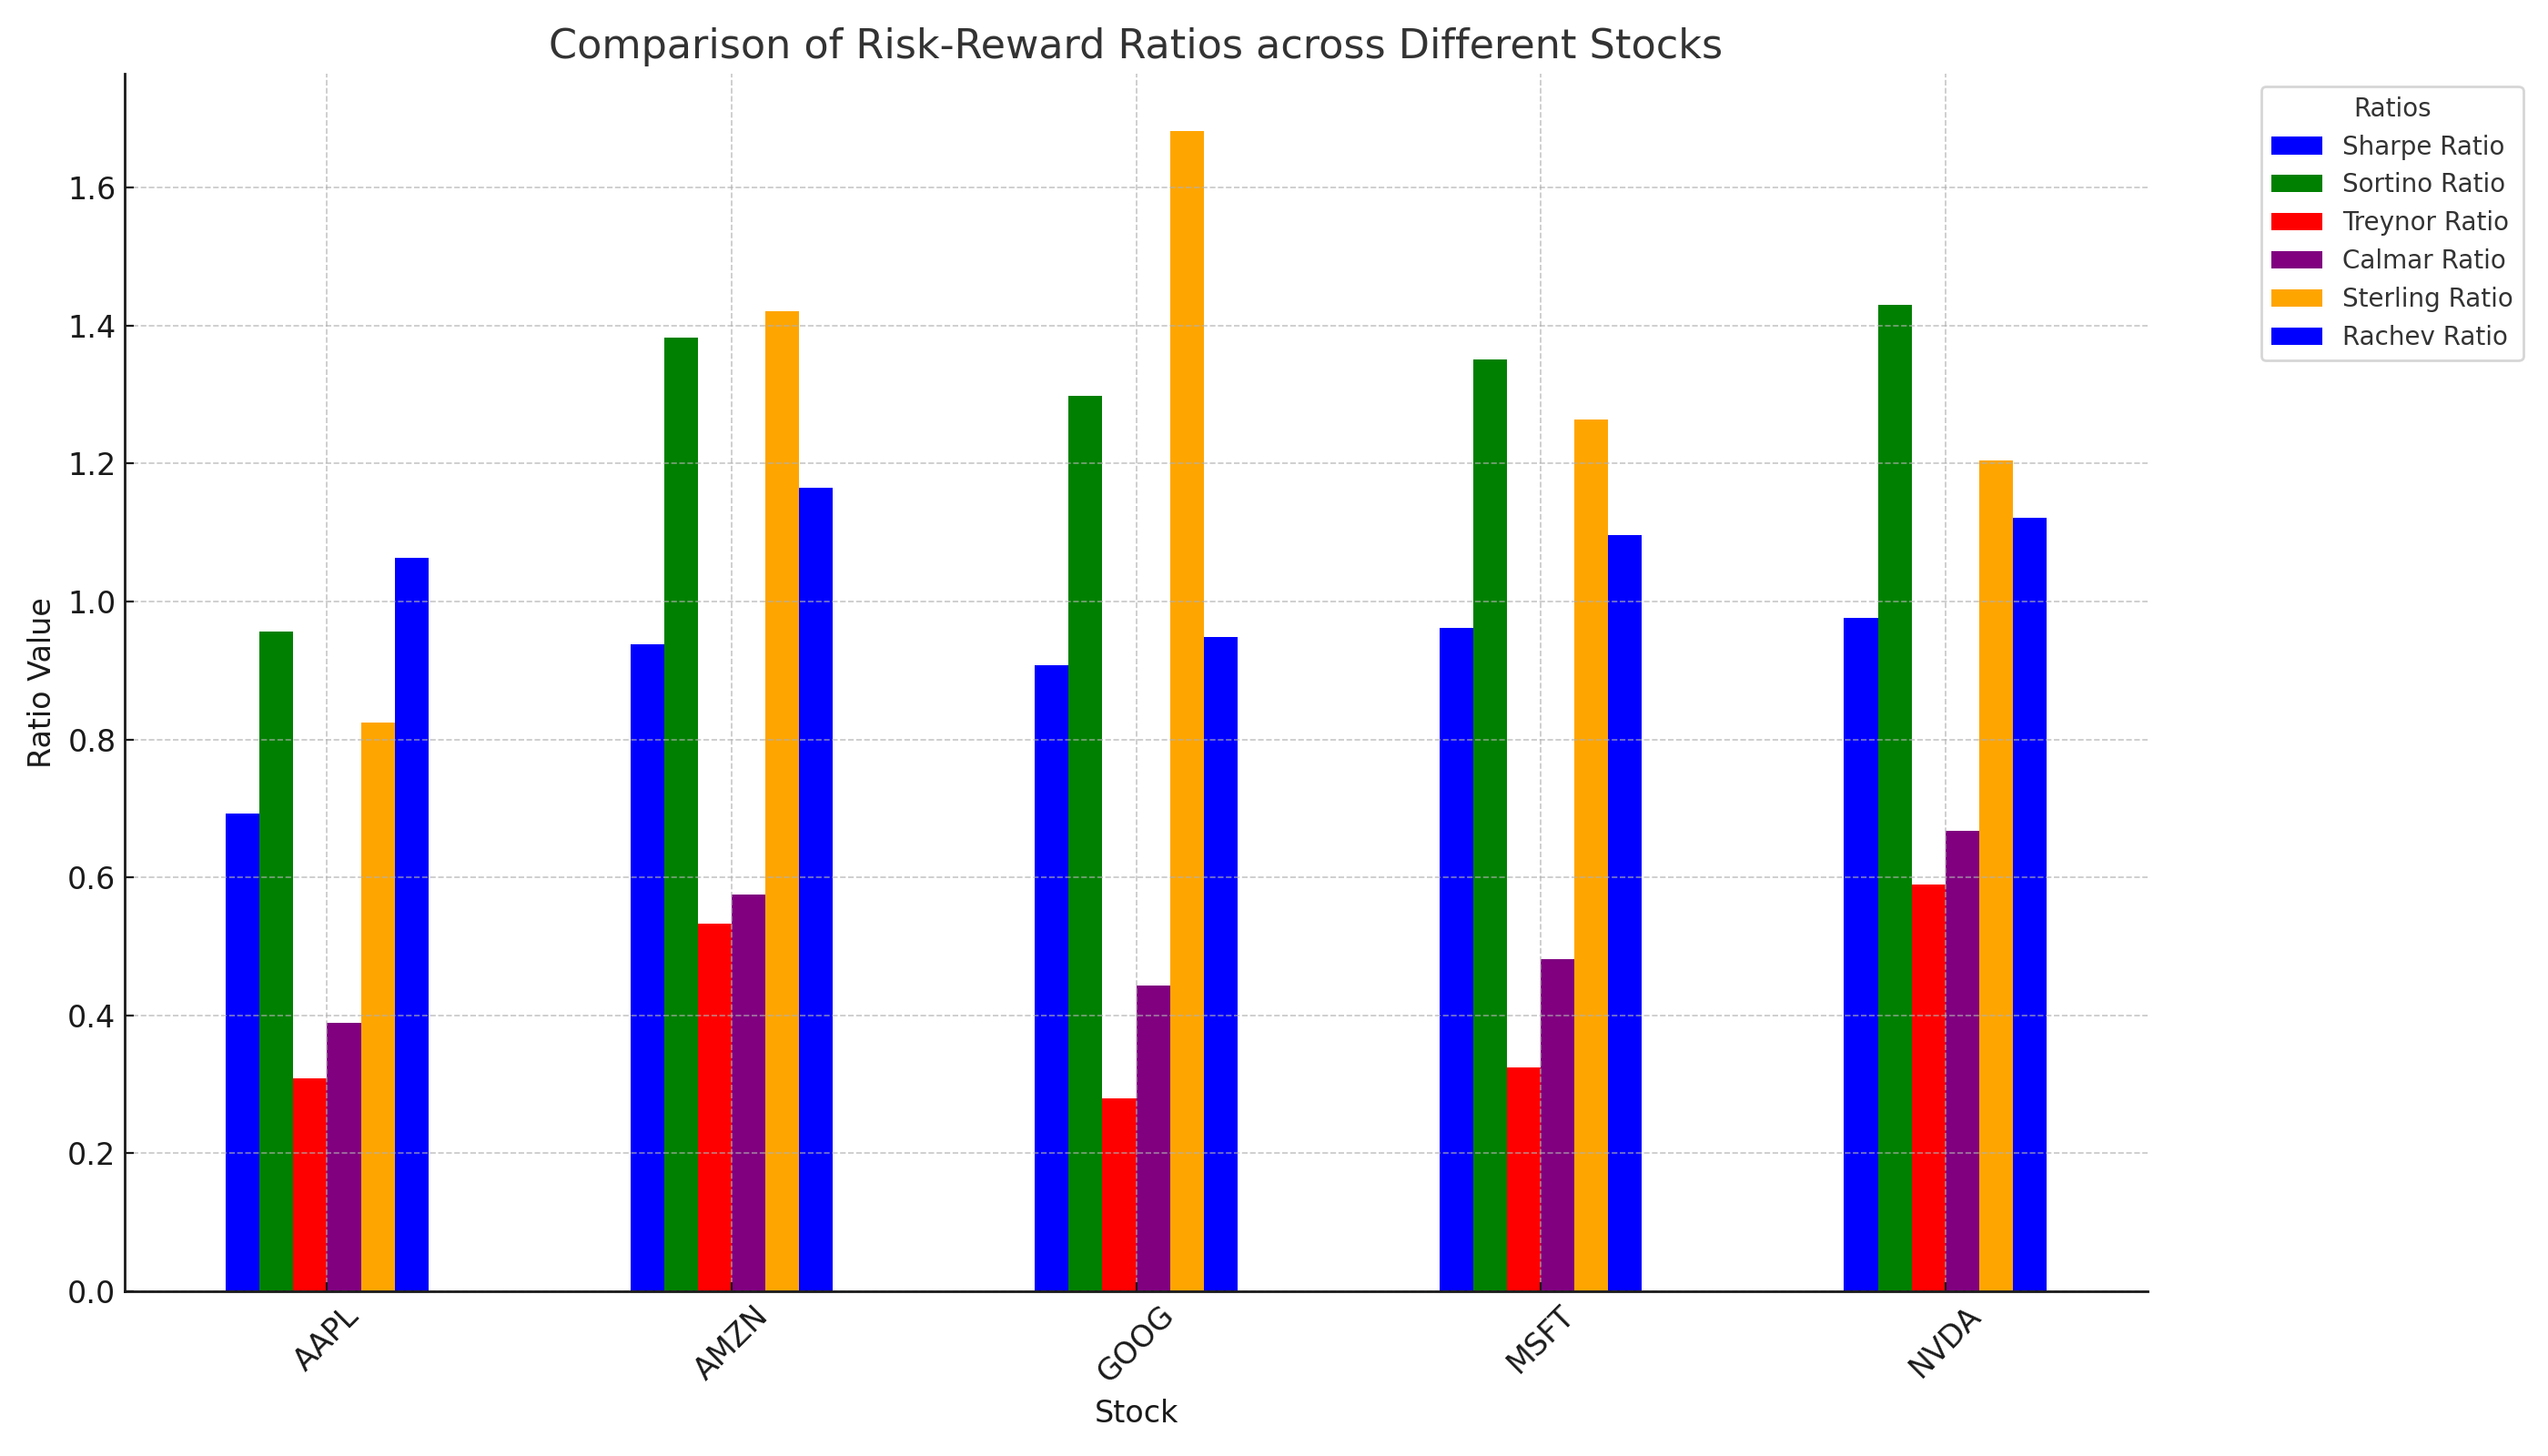 Comparison of Risk-Reward Ratios across Different Stocks
Ratios
Sharpe Ratio
Sortino Ratio
Treynor Ratio
Calmar Ratio
Sterling Ratio
Rachev Ratio
Ratio Value
1.6
1.4
1.2
1.0
0.8
0.6
0.4
0.2
0.0
AAPL
AMZN
GOOG
MSFT
NVDA
Stock